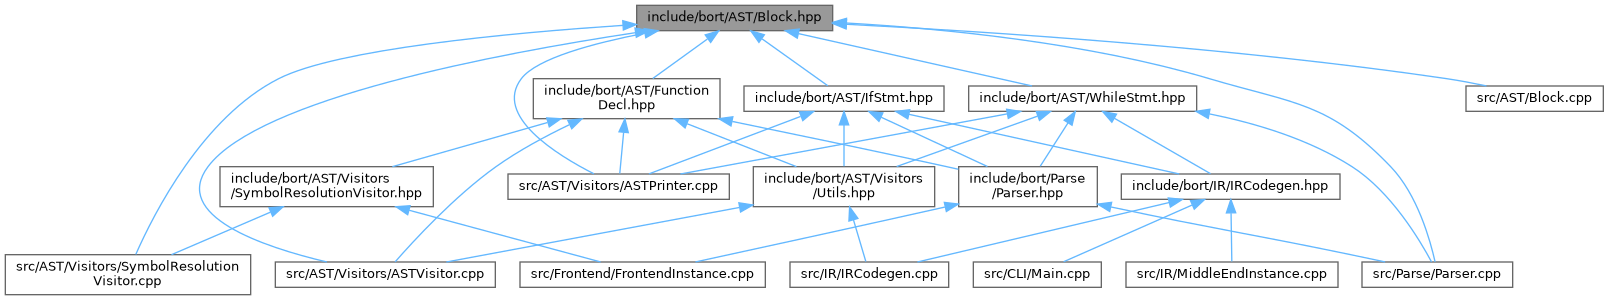 include/bort/AST/Block.hpp
include/bort/AST/Function
Decl.hpp
include/bort/AST/IfStmt.hpp
include/bort/AST/WhileStmt.hpp
src/AST/Block.cpp
include/bort/AST/Visitors
/SymbolResolutionVisitor.hpp
src/AST/Visitors/ASTPrinter.cpp
include/bort/AST/Visitors
/Utils.hpp
include/bort/Parse
/Parser.hpp
include/bort/IR/IRCodegen.hpp
src/AST/Visitors/SymbolResolution
Visitor.cpp
src/AST/Visitors/ASTVisitor.cpp
src/Frontend/FrontendInstance.cpp
src/IR/IRCodegen.cpp
src/CLI/Main.cpp
src/IR/MiddleEndInstance.cpp
src/Parse/Parser.cpp